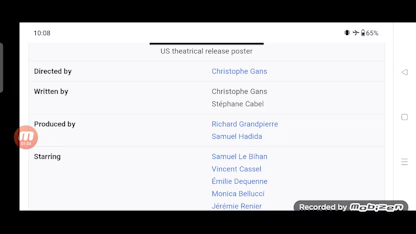 10:08
65%
US theatrical release poster
Directed by Christophe Gans
Written by Christophe Gans
Stéphane Cabel
Produced by Richard Grandpierre
Samuel Hadida
Starring Samuel Le Bihan
Vincent Cassel
Émilie Dequenne
Monica Bellucci
Jérémie Renier
Recorded by Mobizen